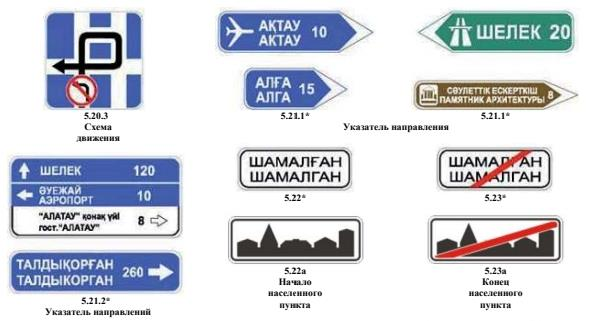 АҚТАУ
АКТАУ 10
ШЕЛЕК 20
АЛҒА
АЛГА 15
СӘУЛЕТТІК ЕСКЕРТКІШ
ПАМЯТНИК АРХИТЕКТУРЫ 8
5.20.3
Схема
движения
5.21.1*
5.21.1*
Указатель направления
ШЕЛЕК 120
ӘУЕЖАЙ
АЭРОПОРТ 10
"АЛАТАУ" қонақ үйі
гост."АЛАТАУ" 8
ТАЛДЫҚОРҒАН
ТАЛДЫКОРГАН 260
5.21.2*
Указатель направлений
ШАМАЛҒАН
ШАМАЛГАН
5.22*
ШАМАЛҒАН
ШАМАЛГАН
5.23*
5.22а
Начало
населенного
пункта
5.23а
Конец
населенного
пункта